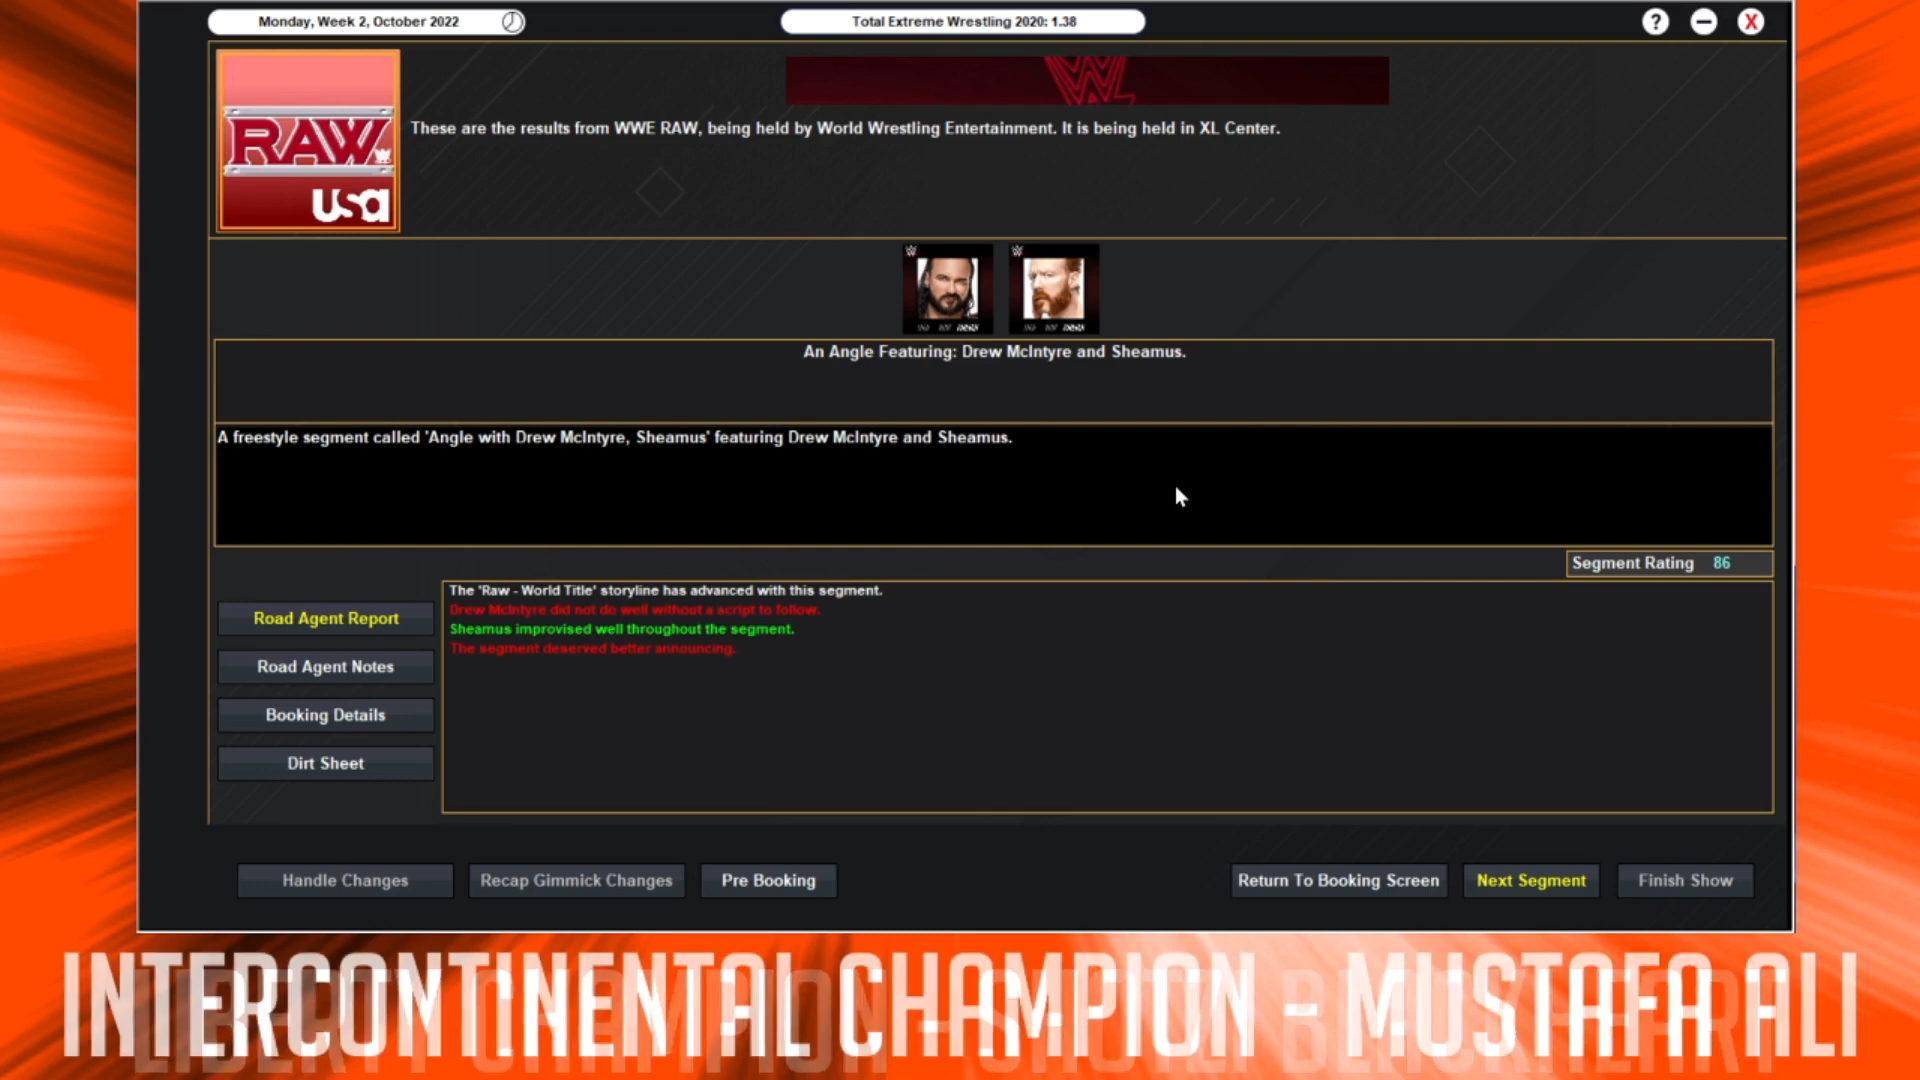 Monday, Week 2, October 2022
Total Extreme Wrestling 2020: 1.38
?
X
RAW
usa
These are the results from WWE RAW, being held by World Wrestling Entertainment. It is being held in XL Center.
An Angle Featuring: Drew McIntyre and Sheamus.
A freestyle segment called 'Angle with Drew McIntyre, Sheamus' featuring Drew McIntyre and Sheamus.
Segment Rating 86
Road Agent Report
Road Agent Notes
Booking Details
Dirt Sheet
The 'Raw - World Title' storyline has advanced with this segment.
Drew McIntyre did not do well without a script to follow.
Sheamus improvised well throughout the segment.
The segment deserved better announcing.
Handle Changes
Recap Gimmick Changes
Pre Booking
Return To Booking Screen
Next Segment
Finish Show
INTERCONTINENTAL CHAMPION - MUSTAFA ALI